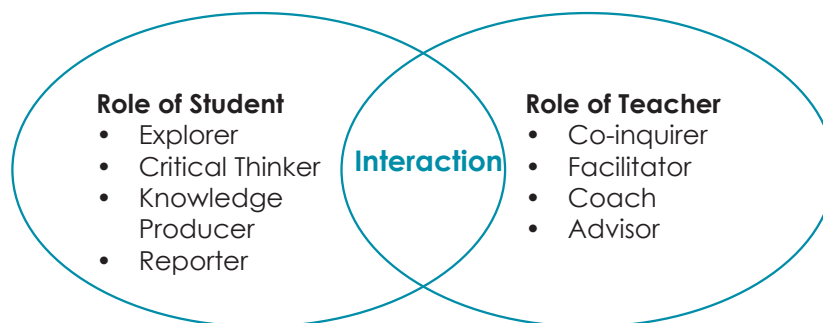 Role of Student
• Explorer
• Critical Thinker
• Knowledge
Producer
• Reporter
Interaction
Role of Teacher
• Co-inquirer
• Facilitator
• Coach
• Advisor